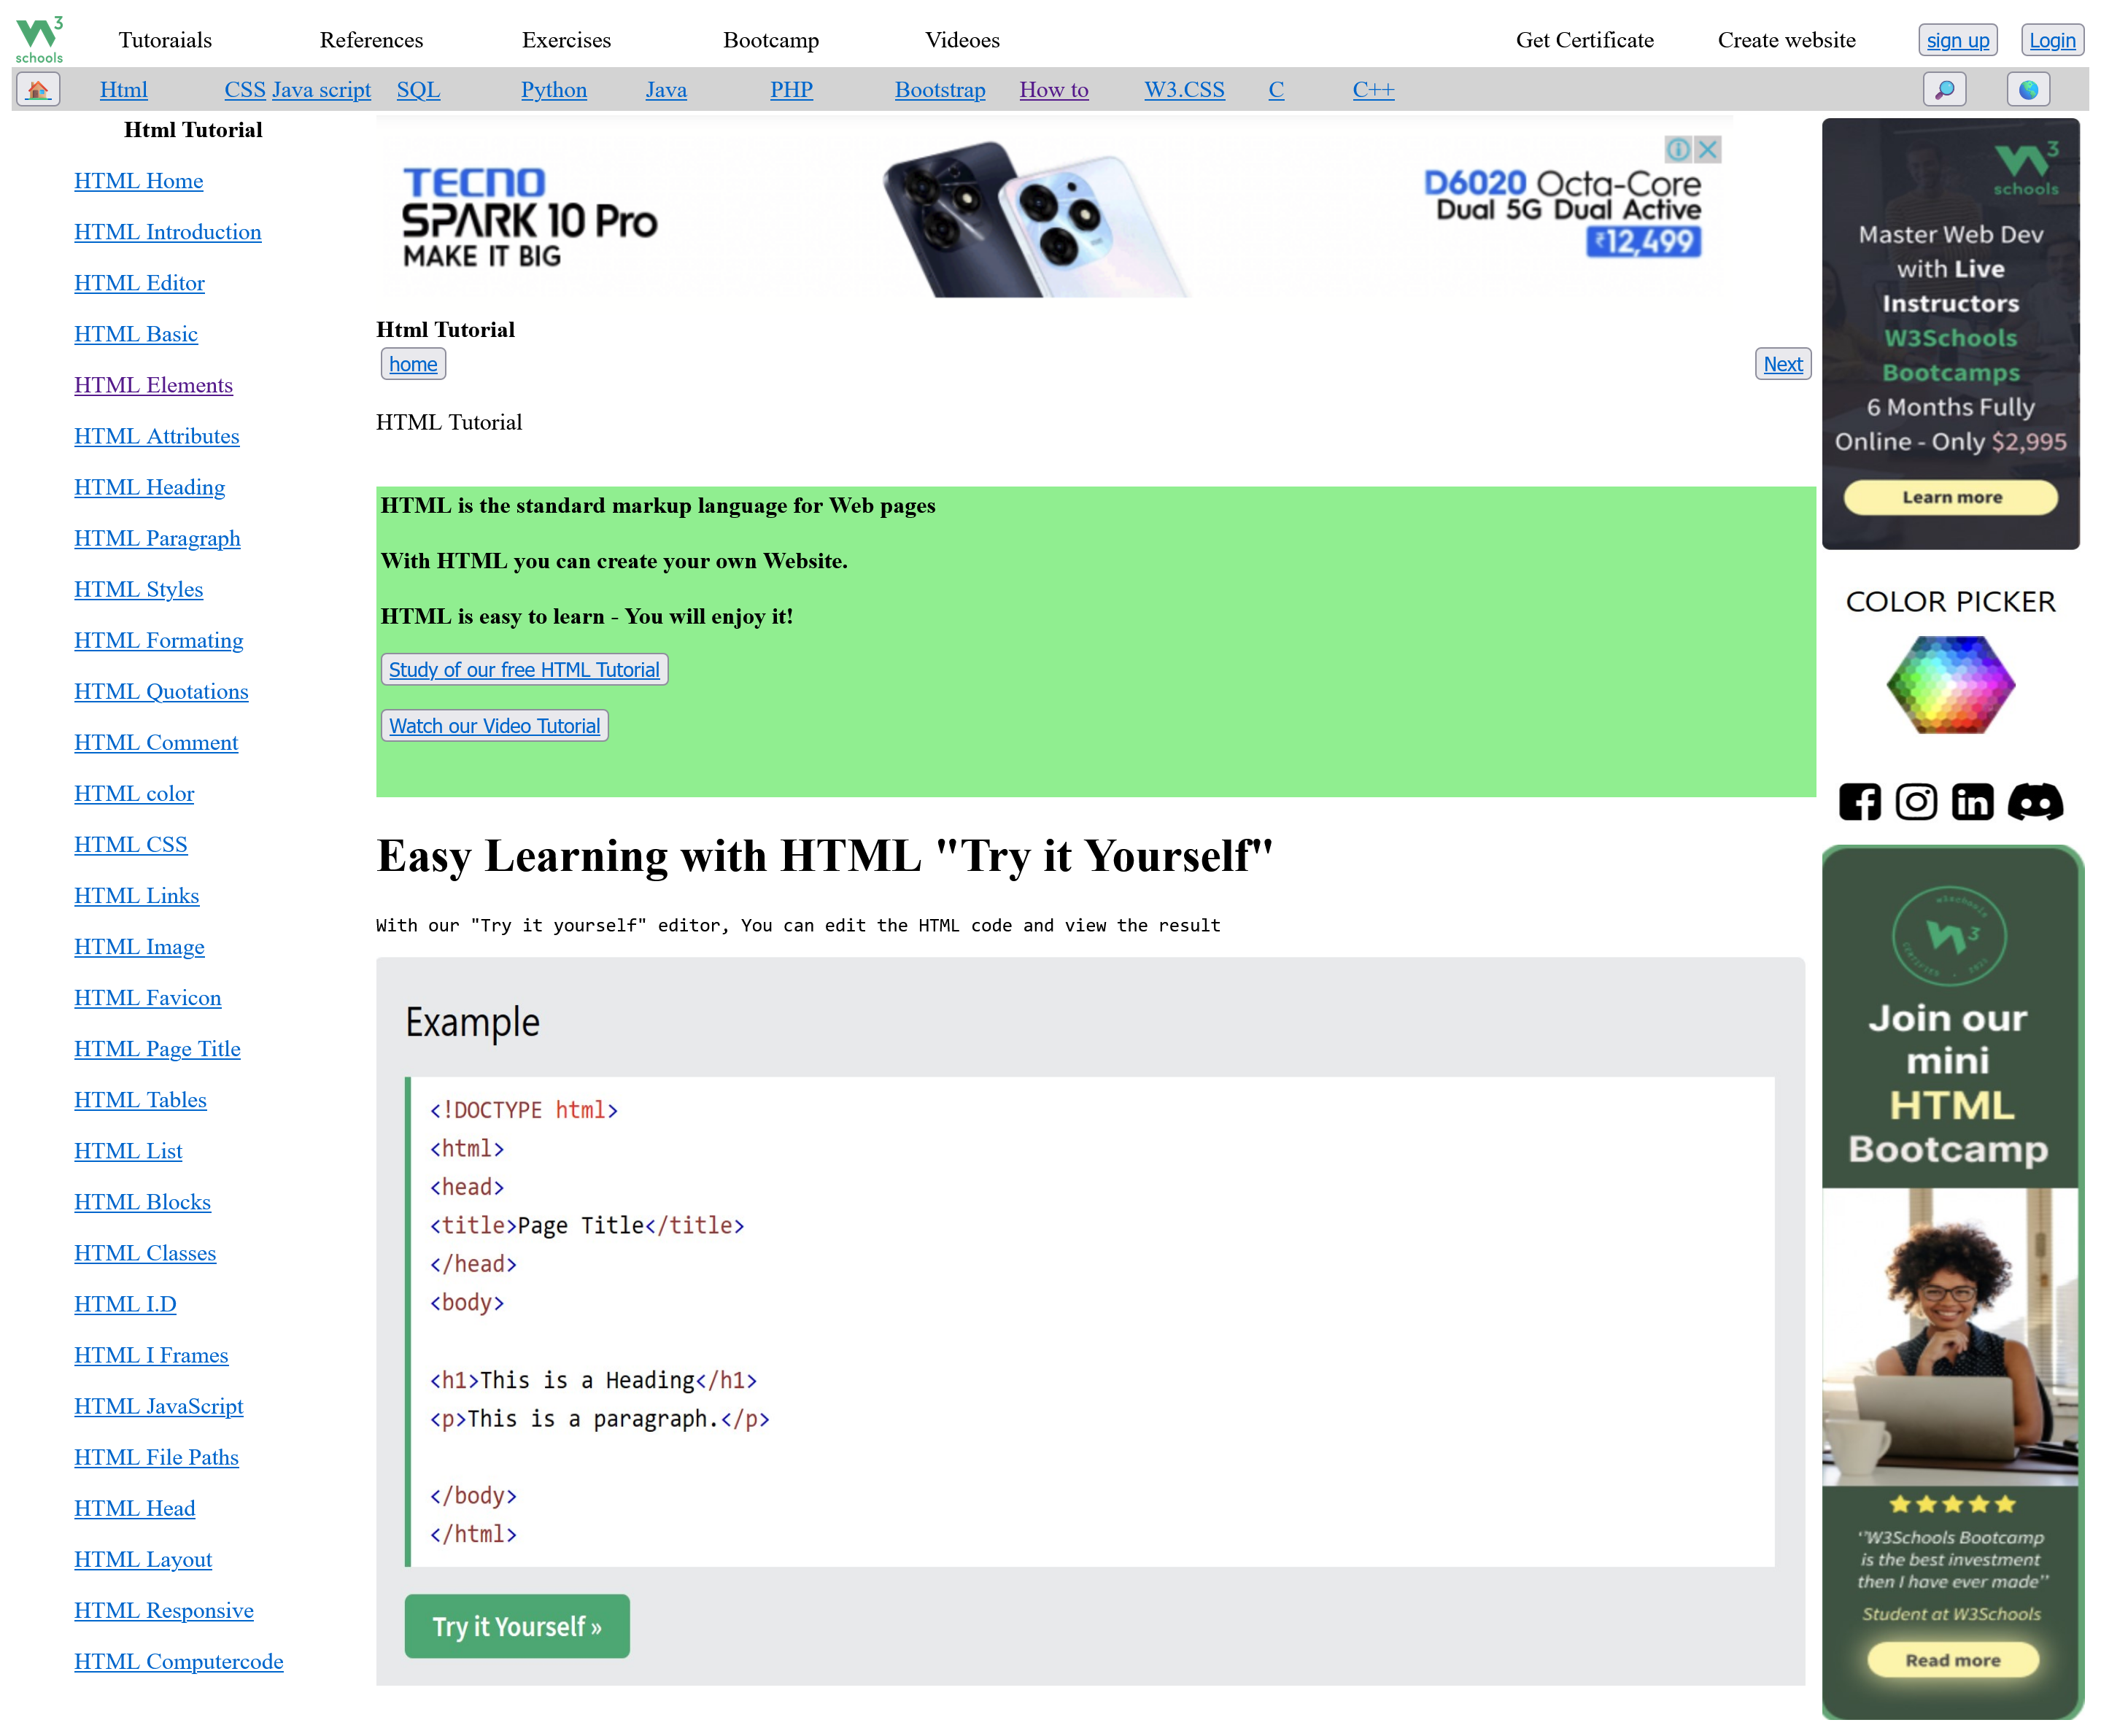 W3 schools
Tutoraials References Exercises Bootcamp Videoes Get Certificate Create website sign up Login
Html CSS Java script SQL Python Java PHP Bootstrap How to W3.CSS C C++
Html Tutorial
HTML Home
HTML Introduction
HTML Editor
HTML Basic
HTML Elements
HTML Attributes
HTML Heading
HTML Paragraph
HTML Styles
HTML Formating
HTML Quotations
HTML Comment
HTML color
HTML CSS
HTML Links
HTML Image
HTML Favicon
HTML Page Title
HTML Tables
HTML List
HTML Blocks
HTML Classes
HTML I.D
HTML I Frames
HTML JavaScript
HTML File Paths
HTML Head
HTML Layout
HTML Responsive
HTML Computercode
TECNO
SPARK 10 Pro
MAKE IT BIG
D6020 Octa-Core
Dual 5G Dual Active
₹12,499
Html Tutorial
home Next
HTML Tutorial
HTML is the standard markup language for Web pages
With HTML you can create your own Website.
HTML is easy to learn - You will enjoy it!
Study of our free HTML Tutorial
Watch our Video Tutorial
Easy Learning with HTML "Try it Yourself"
With our "Try it yourself" editor, You can edit the HTML code and view the result
Example
<!DOCTYPE html>
<html>
<head>
<title>Page Title</title>
</head>
<body>
<h1>This is a Heading</h1>
<p>This is a paragraph.</p>
</body>
</html>
Try it Yourself »
W3 schools
Master Web Dev
with Live
Instructors
W3Schools
Bootcamps
6 Months Fully
Online - Only $2,995
Learn more
COLOR PICKER
in
w3schools
W3
CERTIFIED
Join our
mini
HTML
Bootcamp
"W3Schools Bootcamp
is the best investment
then I have ever made"
Student at W3Schools
Read more